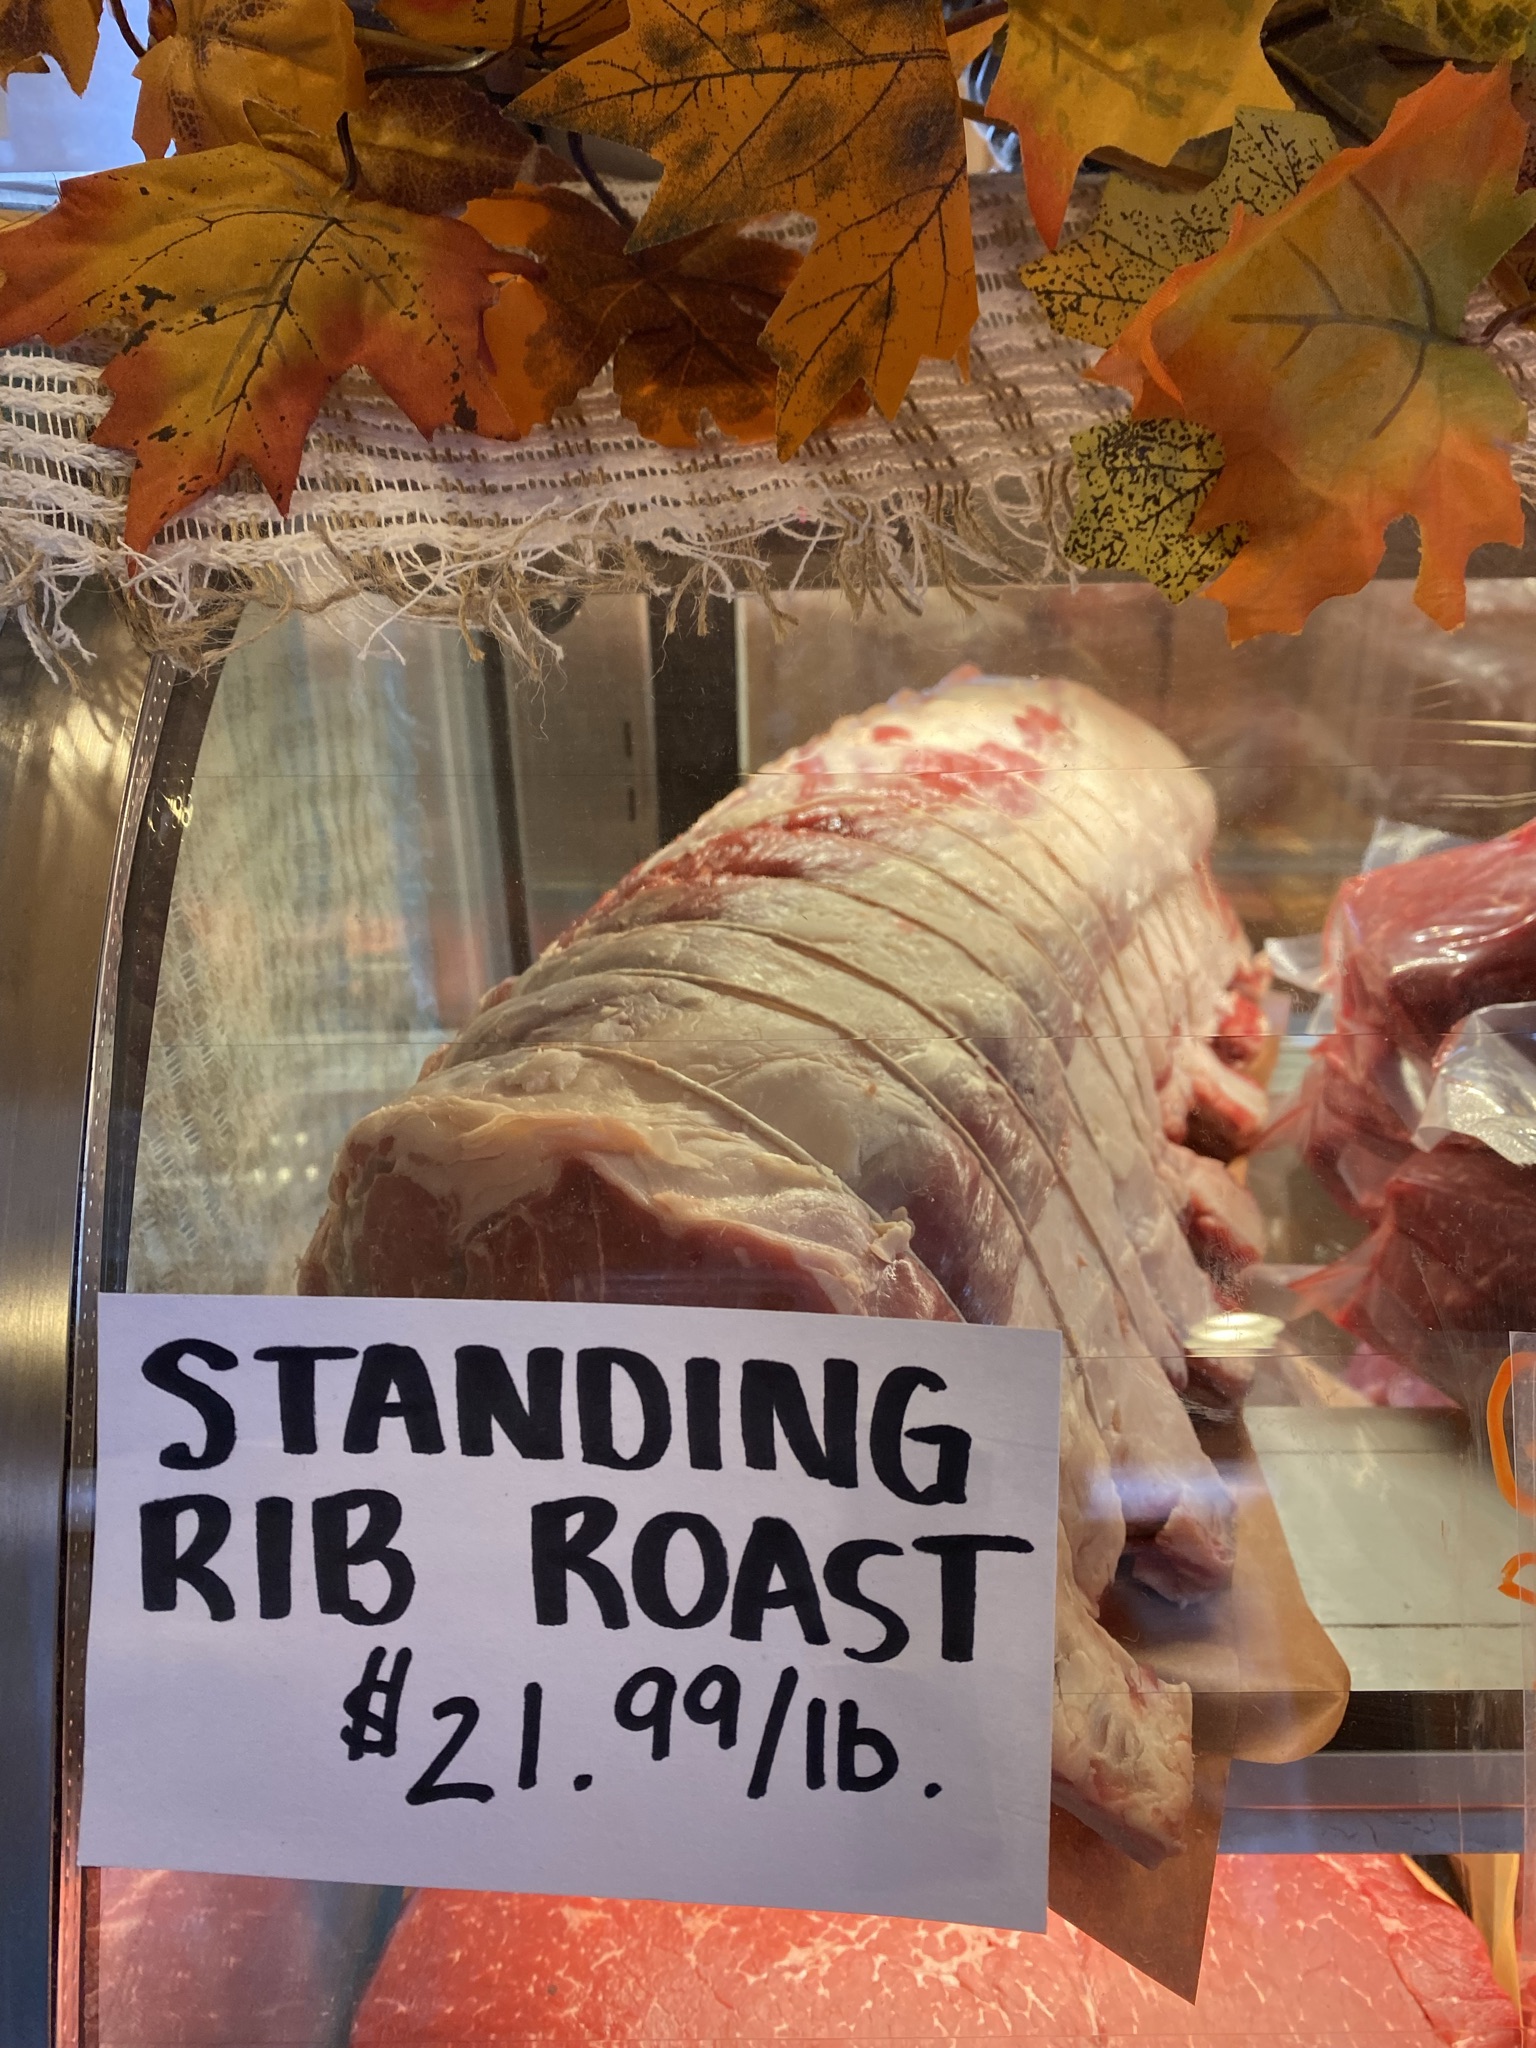 STANDING
RIB ROAST
$21.99/lb.